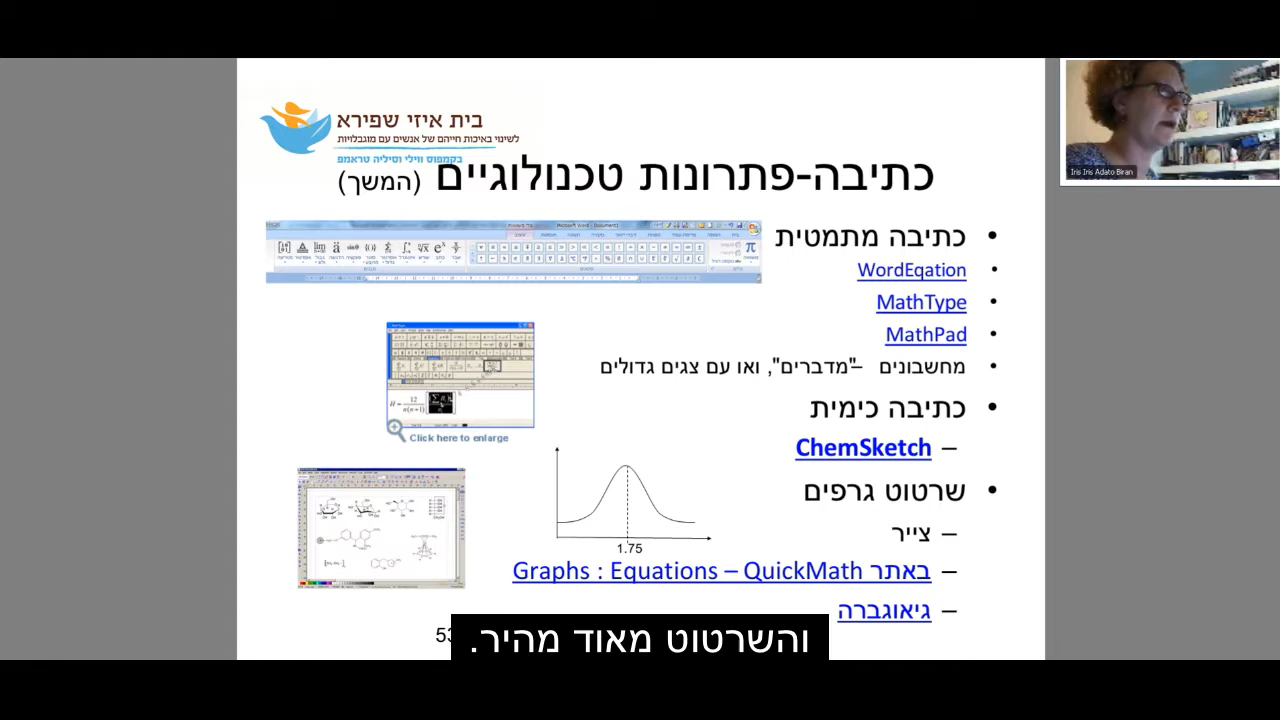 בית איזי שפירא
לשינוי באיכות חייהם של אנשים עם מוגבלויות
בקמפוס ווילי וסיליה טראמפ
כתיבה-פתרונות טכנולוגיים (המשך)
כתיבה מתמטית
WordEqation
MathType
MathPad
מחשבונים –"מדברים", ואו עם צגים גדולים
כתיבה כימית
– ChemSketch
שרטוט גרפים
– צייר
– באתר Graphs : Equations – QuickMath
– גיאוגברה
Click here to enlarge
1.75
והשרטוט מאוד מהיר.
Iris Iris Adato Biran